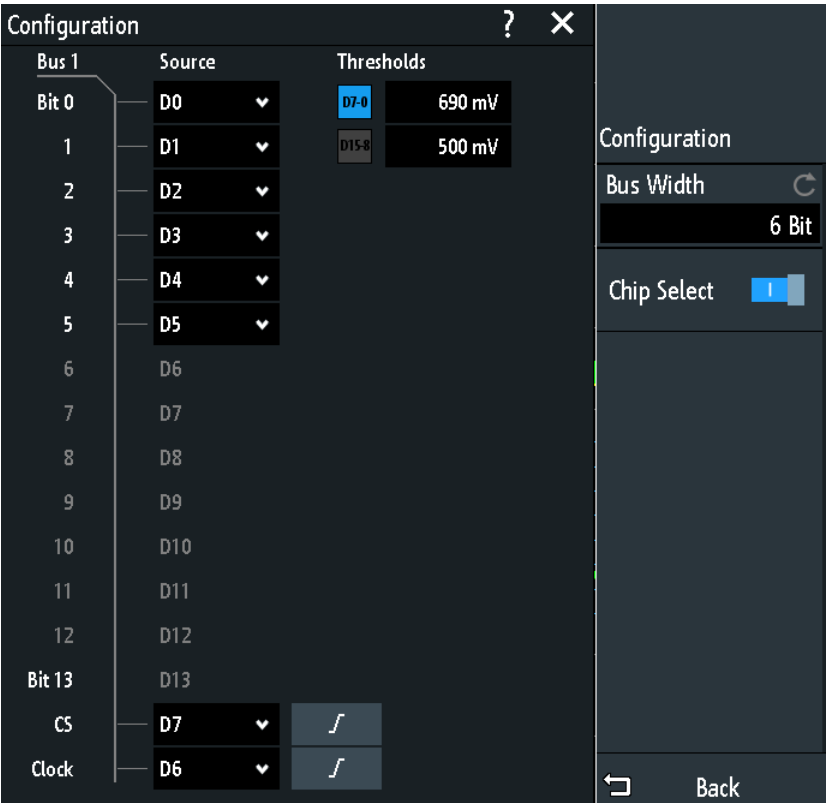 Configuration ? ✕
Bus 1 Source Thresholds
Bit 0 D0 D7-0 690 mV
1 D1 D15-8 500 mV
2 D2
3 D3
4 D4
5 D5
6 D6
7 D7
8 D8
9 D9
10 D10
11 D11
12 D12
Bit 13 D13
CS D7
Clock D6
Configuration
Bus Width
6 Bit
Chip Select I
Back